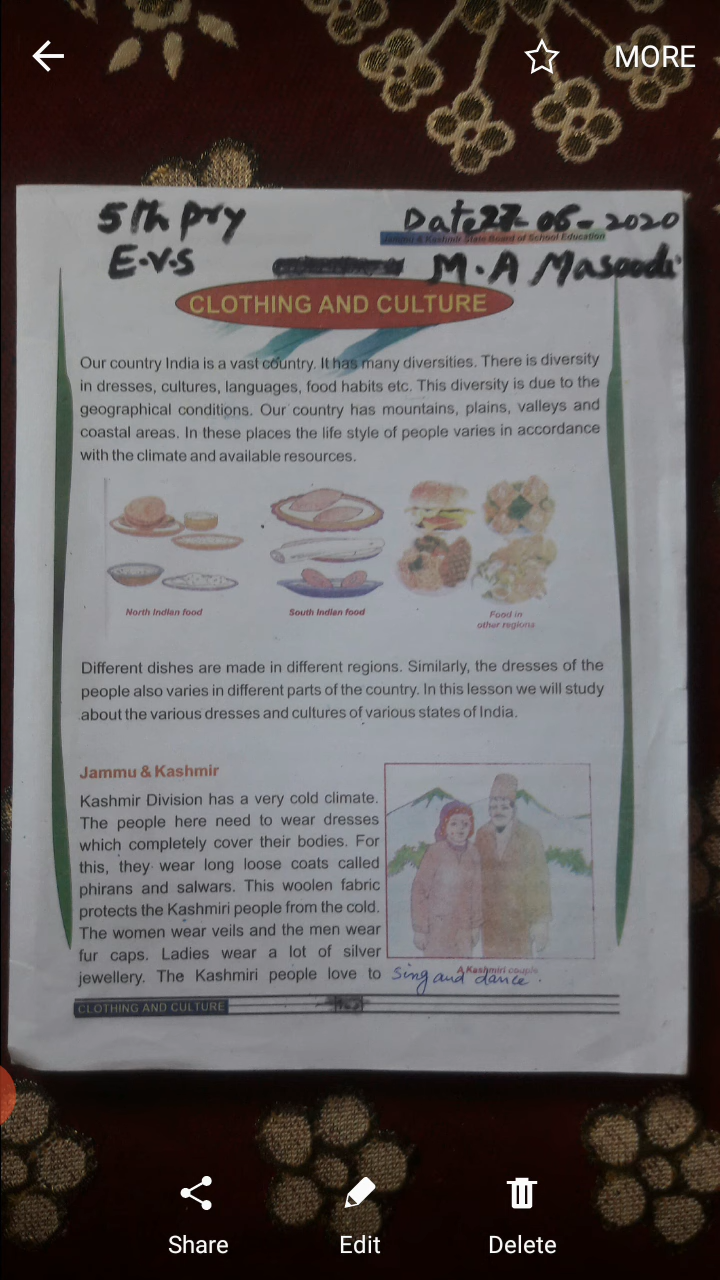 MORE
5th pry
Date 27-06-2020
Jammu & Kashmir State Board of School Education
E.V.S
M.A Masoodi
CLOTHING AND CULTURE
Our country India is a vast country. It has many diversities. There is diversity
in dresses, cultures, languages, food habits etc. This diversity is due to the
geographical conditions. Our country has mountains, plains, valleys and
coastal areas. In these places the life style of people varies in accordance
with the climate and available resources.
North Indian food
South Indian food
Food in
other regions
Different dishes are made in different regions. Similarly, the dresses of the
people also varies in different parts of the country. In this lesson we will study
about the various dresses and cultures of various states of India.
Jammu & Kashmir
Kashmir Division has a very cold climate.
The people here need to wear dresses
which completely cover their bodies. For
this, they wear long loose coats called
phirans and salwars. This woolen fabric
protects the Kashmiri people from the cold.
The women wear veils and the men wear
fur caps. Ladies wear a lot of silver
jewellery. The Kashmiri people love to sing and dance.
A Kashmiri couple
CLOTHING AND CULTURE
Share
Edit
Delete